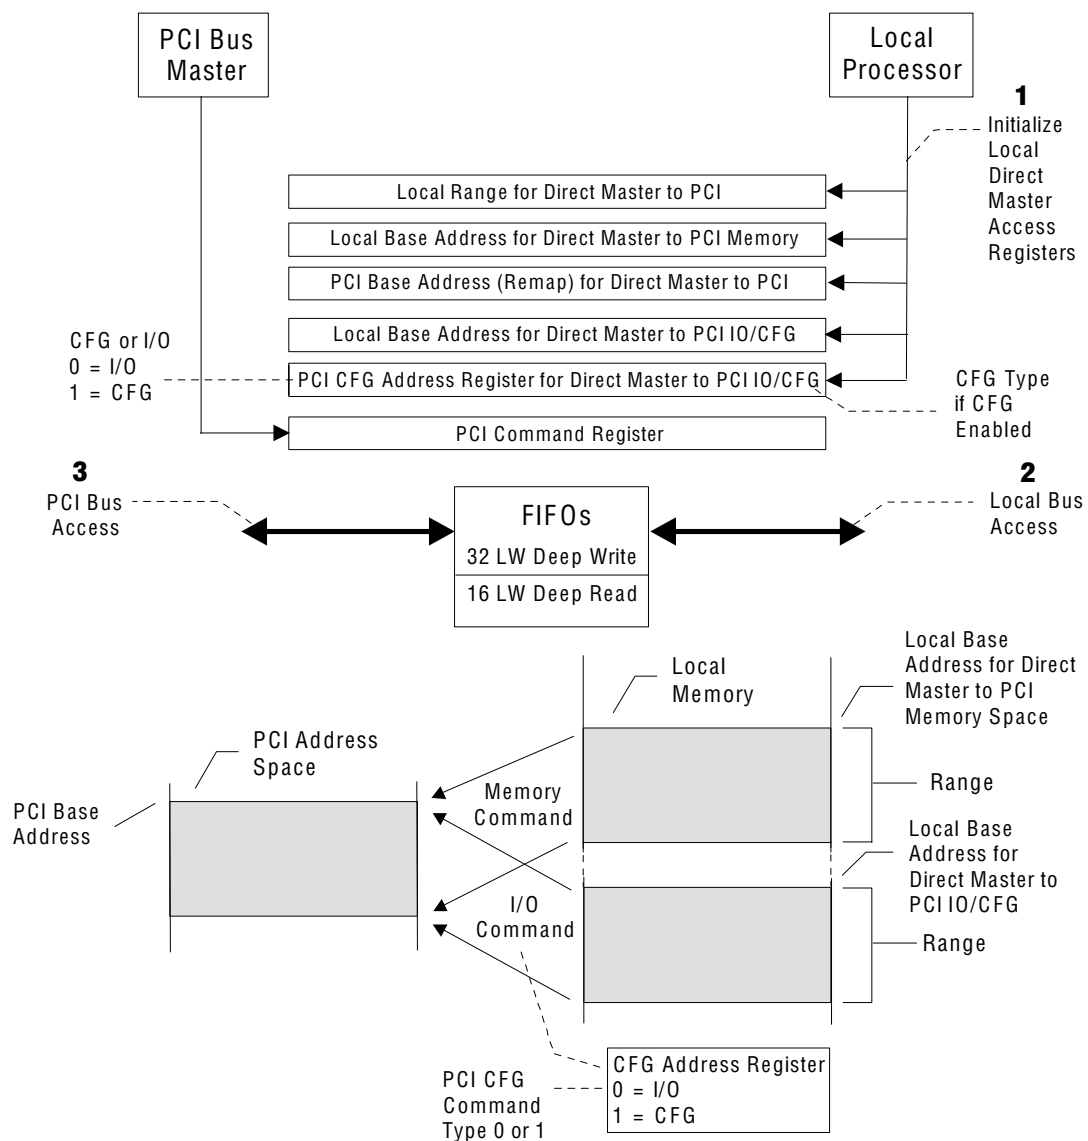 PCI Bus
Master
Local
Processor
1
Initialize
Local
Direct
Master
Access
Registers
Local Range for Direct Master to PCI
Local Base Address for Direct Master to PCI Memory
PCI Base Address (Remap) for Direct Master to PCI
Local Base Address for Direct Master to PCI IO/CFG
CFG or I/O
0 = I/O
1 = CFG
PCI CFG Address Register for Direct Master to PCI IO/CFG
CFG Type
if CFG
Enabled
PCI Command Register
3
PCI Bus
Access
FIFOs
32 LW Deep Write
16 LW Deep Read
2
Local Bus
Access
Local
Memory
Local Base
Address for Direct
Master to PCI
Memory Space
PCI Address
Space
PCI Base
Address
Memory
Command
Range
Local Base
Address for
Direct Master to
PCI IO/CFG
I/O
Command
Range
PCI CFG
Command
Type 0 or 1
CFG Address Register
0 = I/O
1 = CFG